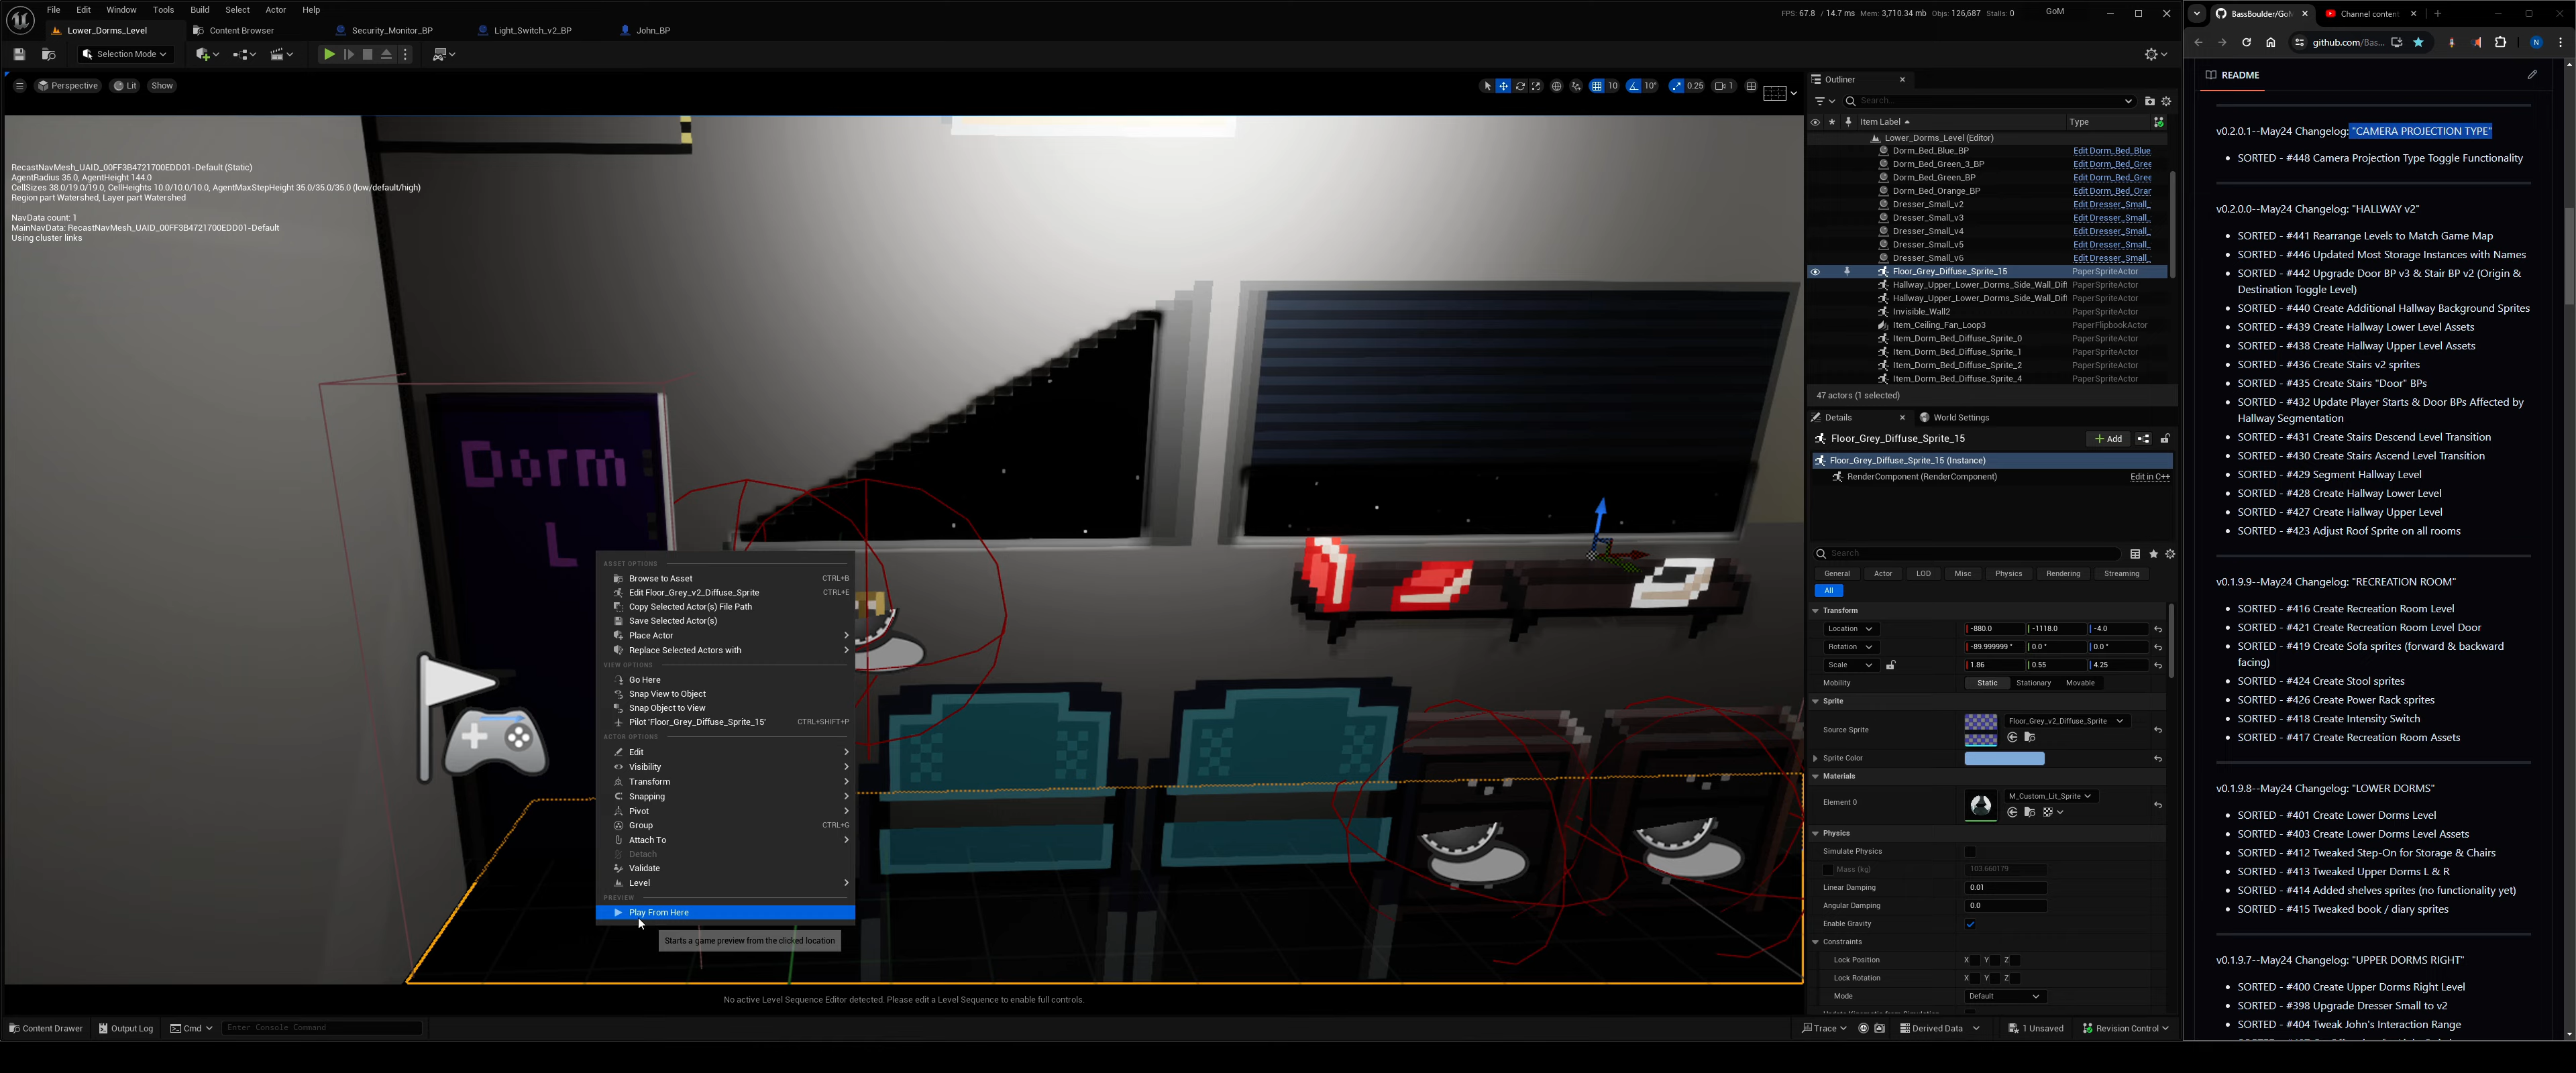 File Edit Window Tools Build Select Actor Help
FPS: 67.8 / 14.7 ms Mem: 3,710.34 mb Objs: 126,687 Stalls: 0 GoM
Lower_Dorms_Level Content Browser Security_Monitor_BP Light_Switch_v2_BP John_BP
Selection Mode
Perspective Lit Show
10 10° 0.25 1
RecastNavMesh_UAID_00FF3B4721700EDD01-Default (Static)
AgentRadius 35.0, AgentHeight 144.0
CellSizes 38.0/19.0/19.0, CellHeights 10.0/10.0/10.0, AgentMaxStepHeight 35.0/35.0/35.0 (low/default/high)
Region part Watershed, Layer part Watershed
NavData count: 1
MainNavData: RecastNavMesh_UAID_00FF3B4721700EDD01-Default
Using cluster links
Dorm
L
ASSET OPTIONS
Browse to Asset CTRL+B
Edit Floor_Grey_v2_Diffuse_Sprite CTRL+E
Copy Selected Actor(s) File Path
Save Selected Actor(s)
Place Actor
Replace Selected Actors with
VIEW OPTIONS
Go Here
Snap View to Object
Snap Object to View
Pilot 'Floor_Grey_Diffuse_Sprite_15' CTRL+SHIFT+P
ACTOR OPTIONS
Edit
Visibility
Transform
Snapping
Pivot
Group CTRL+G
Attach To
Detach
Validate
Level
PREVIEW
Play From Here
Starts a game preview from the clicked location
No active Level Sequence Editor detected. Please edit a Level Sequence to enable full controls.
Content Drawer Output Log Cmd Enter Console Command
Trace Derived Data 1 Unsaved Revision Control
Outliner
Search...
Item Label Type
Lower_Dorms_Level (Editor)
Dorm_Bed_Blue_BP Edit Dorm_Bed_Blue_
Dorm_Bed_Green_3_BP Edit Dorm_Bed_Gree
Dorm_Bed_Green_BP Edit Dorm_Bed_Gree
Dorm_Bed_Orange_BP Edit Dorm_Bed_Orar
Dresser_Small_v2 Edit Dresser_Small_
Dresser_Small_v3 Edit Dresser_Small_
Dresser_Small_v4 Edit Dresser_Small_
Dresser_Small_v5 Edit Dresser_Small_
Dresser_Small_v6 Edit Dresser_Small_
Floor_Grey_Diffuse_Sprite_15 PaperSpriteActor
Hallway_Upper_Lower_Dorms_Side_Wall_Dif PaperSpriteActor
Hallway_Upper_Lower_Dorms_Side_Wall_Dif PaperSpriteActor
Invisible_Wall2 PaperSpriteActor
Item_Ceiling_Fan_Loop3 PaperFlipbookActor
Item_Dorm_Bed_Diffuse_Sprite_0 PaperSpriteActor
Item_Dorm_Bed_Diffuse_Sprite_1 PaperSpriteActor
Item_Dorm_Bed_Diffuse_Sprite_2 PaperSpriteActor
Item_Dorm_Bed_Diffuse_Sprite_4 PaperSpriteActor
47 actors (1 selected)
Details World Settings
Floor_Grey_Diffuse_Sprite_15 Add
Floor_Grey_Diffuse_Sprite_15 (Instance)
RenderComponent (RenderComponent) Edit in C++
Search
General Actor LOD Misc Physics Rendering Streaming
All
Transform
Location -880.0 -1118.0 -4.0
Rotation -89.999999 ° 0.0 ° 0.0 °
Scale 1.86 0.55 4.25
Mobility Static Stationary Movable
Sprite
Source Sprite Floor_Grey_v2_Diffuse_Sprite
Sprite Color
Materials
Element 0 M_Custom_Lit_Sprite
Physics
Simulate Physics
Mass (kg) 103.660179
Linear Damping 0.01
Angular Damping 0.0
Enable Gravity
Constraints
Lock Position X Y Z
Lock Rotation X Y Z
Mode Default
BassBoulder/GoM Channel content
github.com/Bas... N
README
v0.2.0.1--May24 Changelog: "CAMERA PROJECTION TYPE"
SORTED - #448 Camera Projection Type Toggle Functionality
v0.2.0.0--May24 Changelog: "HALLWAY v2"
SORTED - #441 Rearrange Levels to Match Game Map
SORTED - #446 Updated Most Storage Instances with Names
SORTED - #442 Upgrade Door BP v3 & Stair BP v2 (Origin &
Destination Toggle Level)
SORTED - #440 Create Additional Hallway Background Sprites
SORTED - #439 Create Hallway Lower Level Assets
SORTED - #438 Create Hallway Upper Level Assets
SORTED - #436 Create Stairs v2 sprites
SORTED - #435 Create Stairs "Door" BPs
SORTED - #432 Update Player Starts & Door BPs Affected by
Hallway Segmentation
SORTED - #431 Create Stairs Descend Level Transition
SORTED - #430 Create Stairs Ascend Level Transition
SORTED - #429 Segment Hallway Level
SORTED - #428 Create Hallway Lower Level
SORTED - #427 Create Hallway Upper Level
SORTED - #423 Adjust Roof Sprite on all rooms
v0.1.9.9--May24 Changelog: "RECREATION ROOM"
SORTED - #416 Create Recreation Room Level
SORTED - #421 Create Recreation Room Level Door
SORTED - #419 Create Sofa sprites (forward & backward
facing)
SORTED - #424 Create Stool sprites
SORTED - #426 Create Power Rack sprites
SORTED - #418 Create Intensity Switch
SORTED - #417 Create Recreation Room Assets
v0.1.9.8--May24 Changelog: "LOWER DORMS"
SORTED - #401 Create Lower Dorms Level
SORTED - #403 Create Lower Dorms Level Assets
SORTED - #412 Tweaked Step-On for Storage & Chairs
SORTED - #413 Tweaked Upper Dorms L & R
SORTED - #414 Added shelves sprites (no functionality yet)
SORTED - #415 Tweaked book / diary sprites
v0.1.9.7--May24 Changelog: "UPPER DORMS RIGHT"
SORTED - #400 Create Upper Dorms Right Level
SORTED - #398 Upgrade Dresser Small to v2
SORTED - #404 Tweak John's Interaction Range